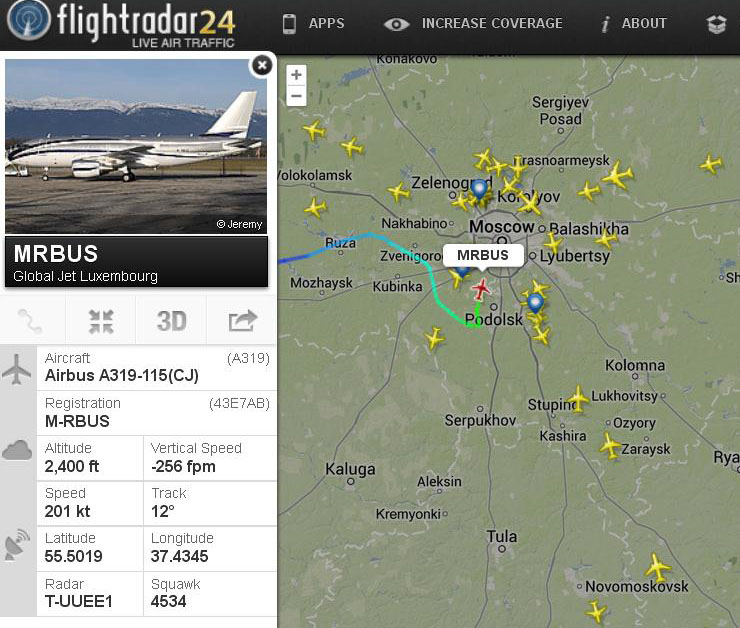 flightradar24
LIVE AIR TRAFFIC
APPS
INCREASE COVERAGE
ABOUT
© Jeremy
MRBUS
Global Jet Luxembourg
3D
Aircraft
(A319)
Airbus A319-115(CJ)
Registration
(43E7AB)
M-RBUS
Altitude
Vertical Speed
2,400 ft
-256 fpm
Speed
Track
201 kt
12°
Latitude
Longitude
55.5019
37.4345
Radar
Squawk
T-UUEE1
4534
+
−
Konakovo
Sergiyev
Posad
Volokolamsk
Krasnoarmeysk
Zelenograd
Korolyov
Nakhabino
Moscow
Balashikha
Ruza
Zvenigoro
MRBUS
Lyubertsy
Mozhaysk
Kubinka
Sh
Podolsk
Kolomna
Stupino
Lukhovitsy
Serpukhov
Ozyory
Kashira
Zaraysk
Kaluga
Rya
Aleksin
Kremyonki
Tula
Novomoskovsk